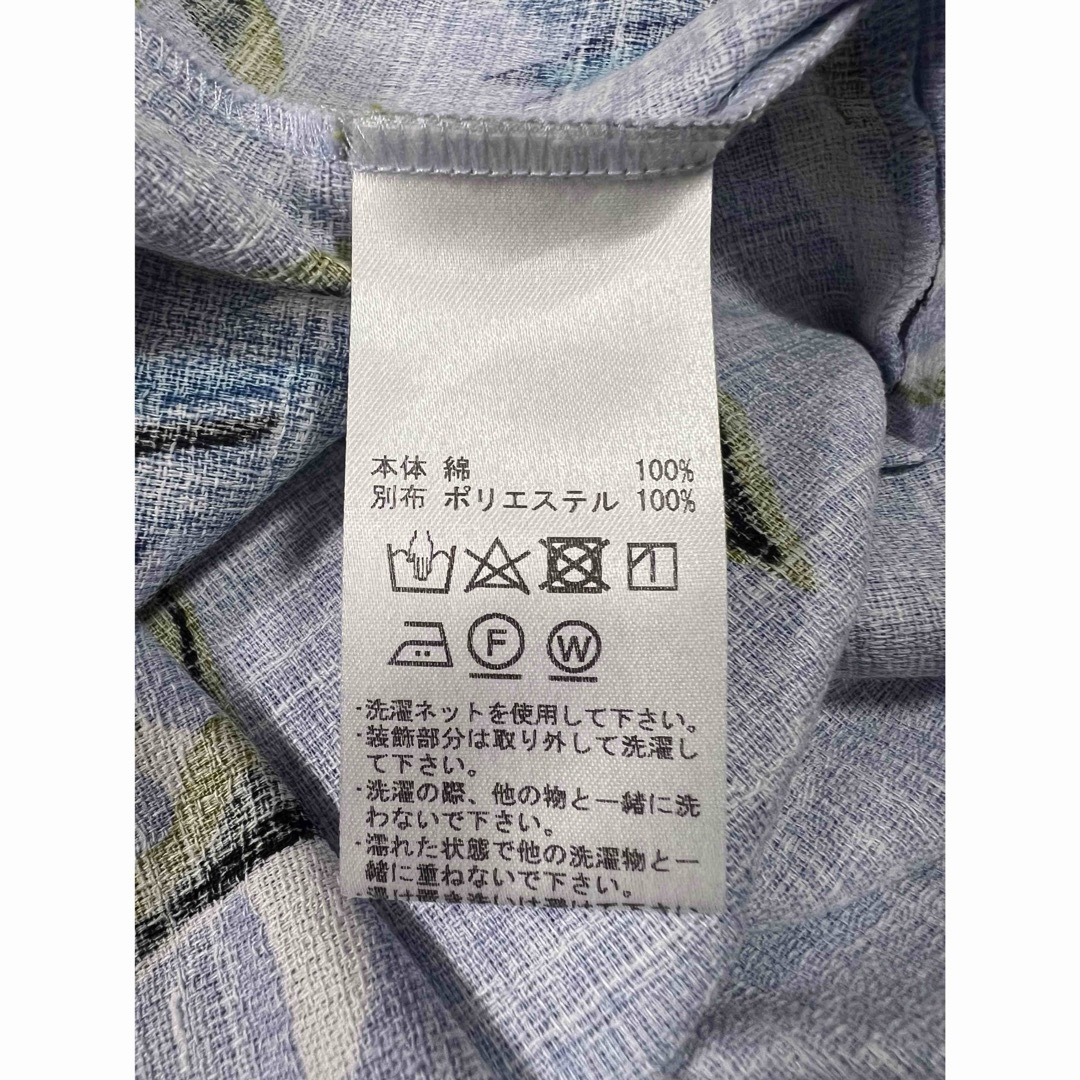 本体 綿 100%
別布 ポリエステル 100%
F W
･洗濯ネットを使用して下さい。
･装飾部分は取り外して洗濯し
て下さい。
･洗濯の際、他の物と一緒に洗
わないで下さい。
･濡れた状態で他の洗濯物と一
緒に重ねないで下さい。